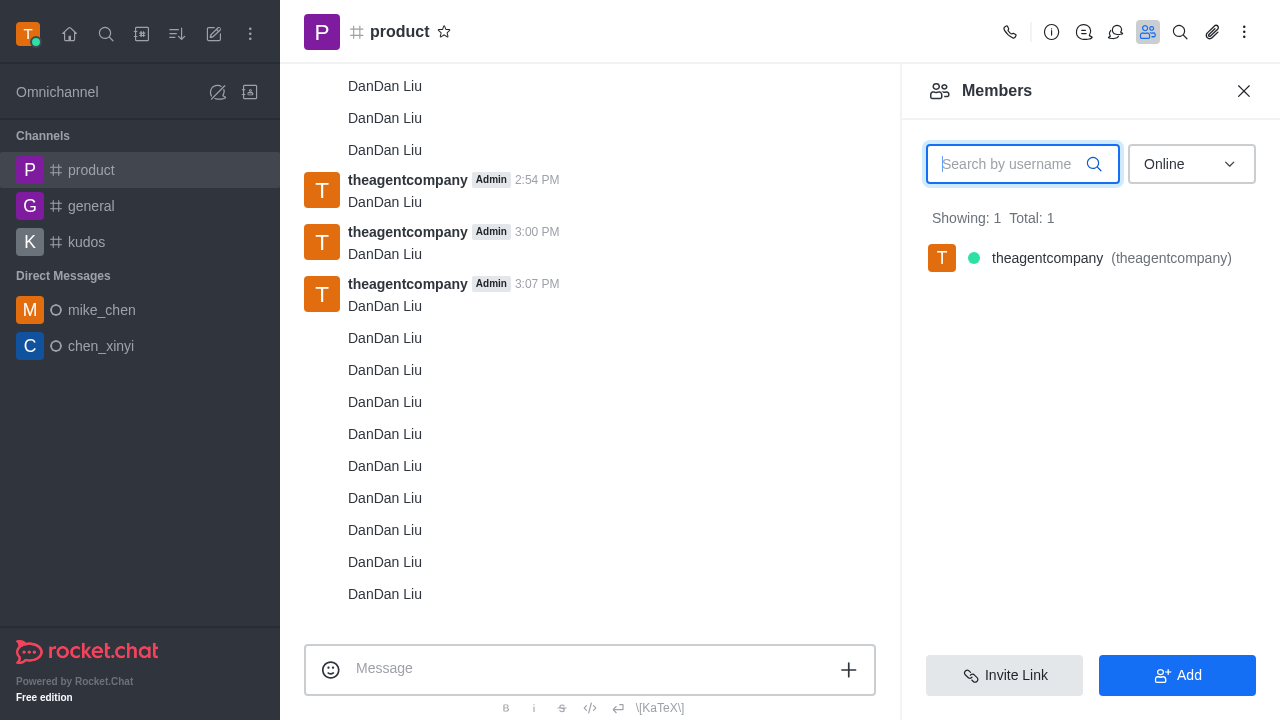 T
Omnichannel
Channels
P product
G general
K kudos
Direct Messages
M mike_chen
C chen_xinyi
rocket.chat
Powered by Rocket.Chat
Free edition
P product
DanDan Liu
DanDan Liu
DanDan Liu
T theagentcompany Admin 2:54 PM
DanDan Liu
T theagentcompany Admin 3:00 PM
DanDan Liu
T theagentcompany Admin 3:07 PM
DanDan Liu
DanDan Liu
DanDan Liu
DanDan Liu
DanDan Liu
DanDan Liu
DanDan Liu
DanDan Liu
DanDan Liu
DanDan Liu
Message
B i S \[KaTeX\]
Members
Search by username
Online
Showing: 1 Total: 1
T theagentcompany (theagentcompany)
Invite Link
Add